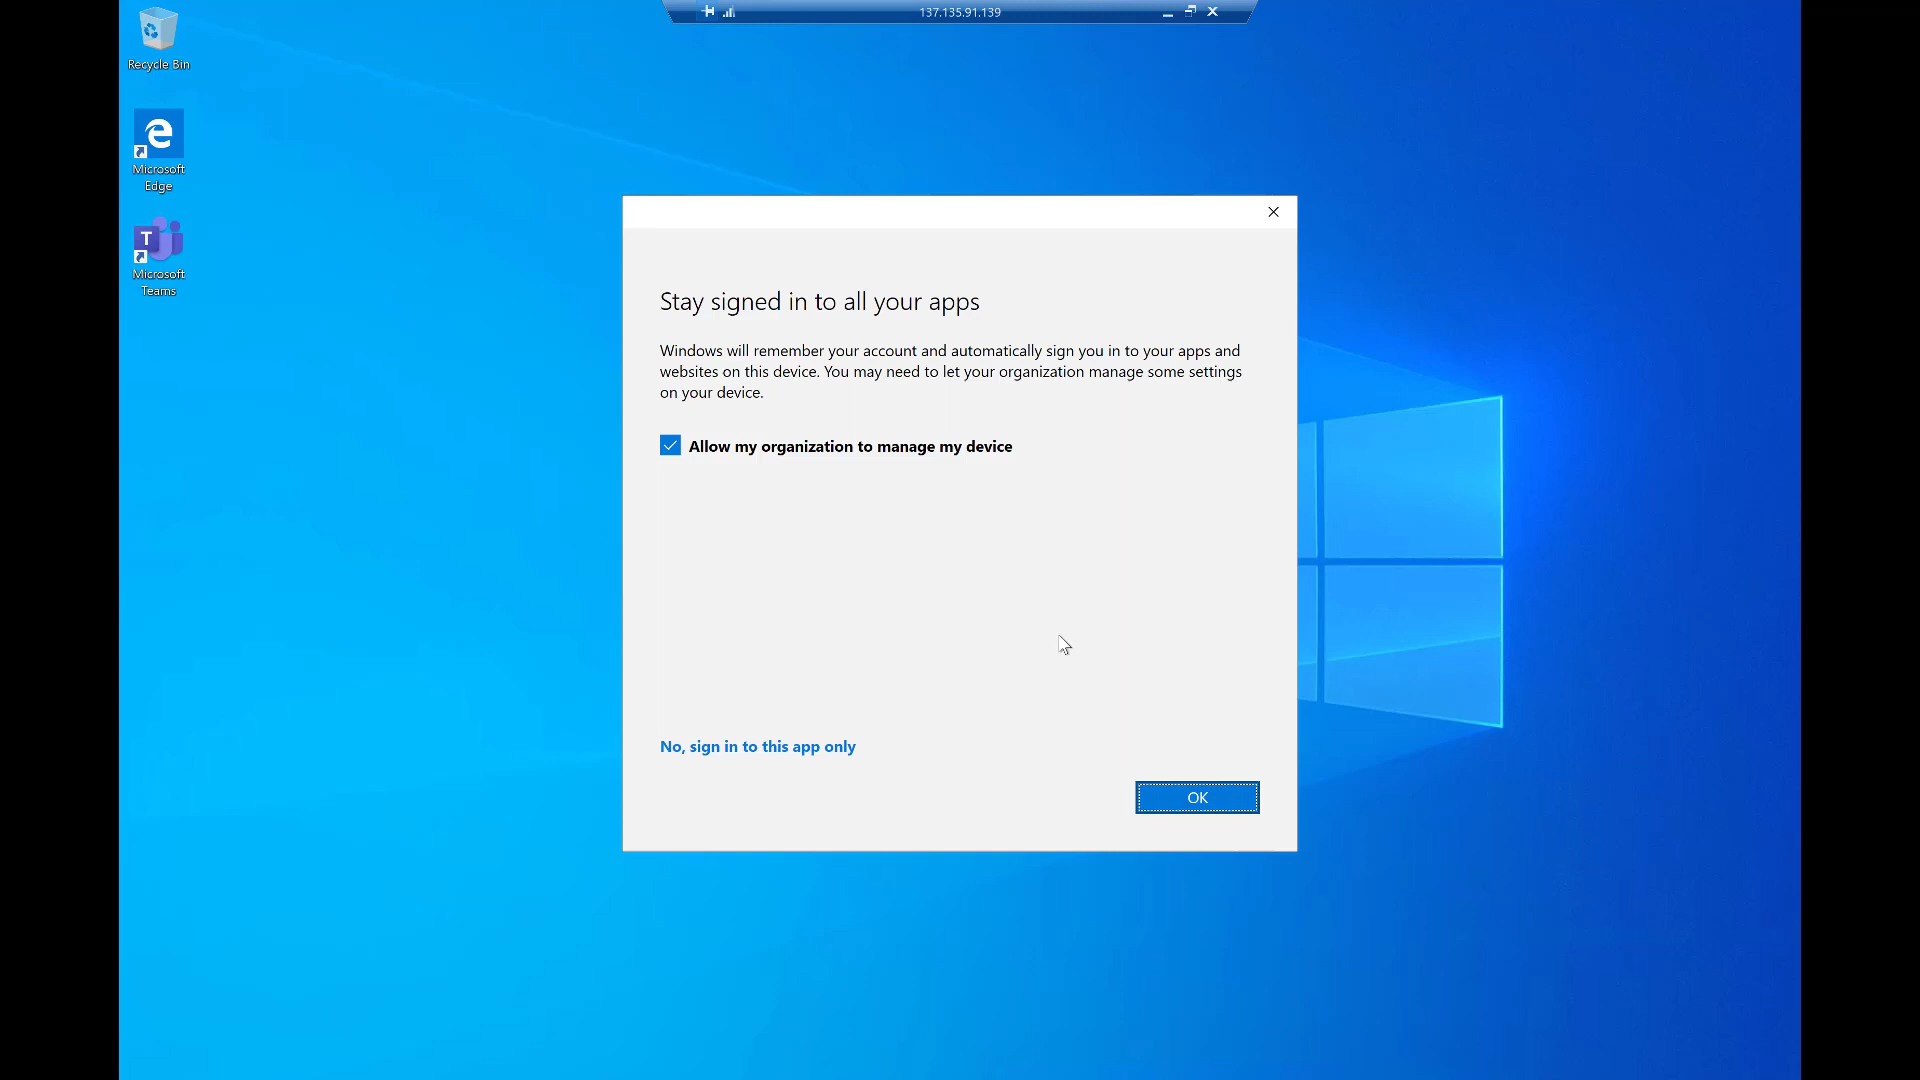 137.135.91.139
Recycle Bin
Microsoft
Edge
Microsoft
Teams
Stay signed in to all your apps
Windows will remember your account and automatically sign you in to your apps and
websites on this device. You may need to let your organization manage some settings
on your device.
Allow my organization to manage my device
No, sign in to this app only
OK